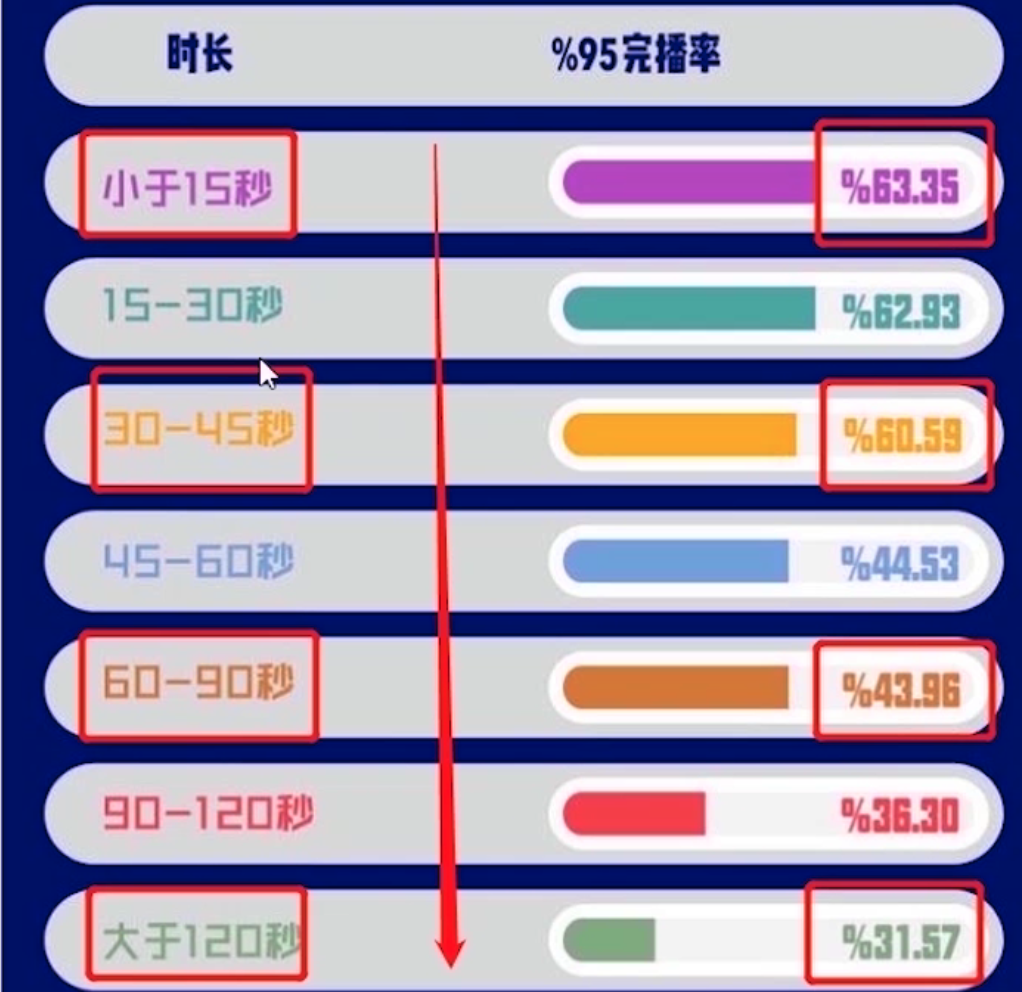 时长 %95完播率
小于15秒 %63.35
15-30秒 %62.93
30-45秒 %60.59
45-60秒 %44.53
60-90秒 %43.96
90-120秒 %36.30
大于120秒 %31.57